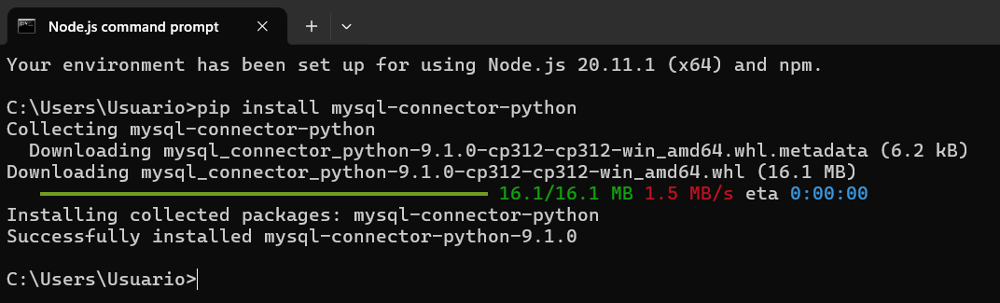 Node.js command prompt
Your environment has been set up for using Node.js 20.11.1 (x64) and npm.
C:\Users\Usuario>pip install mysql-connector-python
Collecting mysql-connector-python
  Downloading mysql_connector_python-9.1.0-cp312-cp312-win_amd64.whl.metadata (6.2 kB)
Downloading mysql_connector_python-9.1.0-cp312-cp312-win_amd64.whl (16.1 MB)
16.1/16.1 MB 1.5 MB/s eta 0:00:00
Installing collected packages: mysql-connector-python
Successfully installed mysql-connector-python-9.1.0
C:\Users\Usuario>